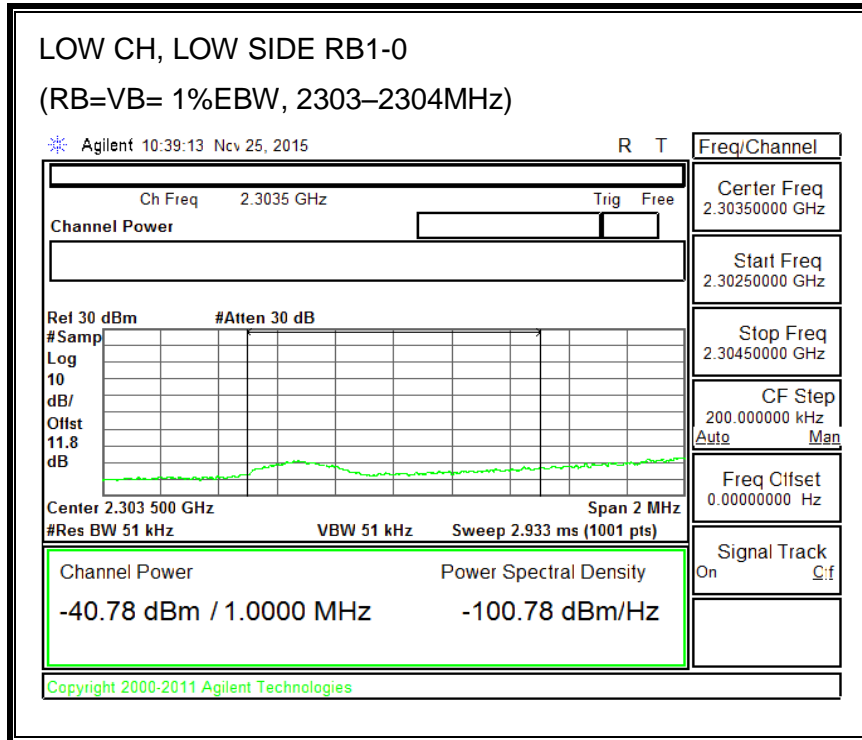 LOW CH, LOW SIDE RB1-0
(RB=VB= 1%EBW, 2303–2304MHz)
Agilent 10:39:13 Nov 25, 2015 R T
Freq/Channel
Ch Freq 2.3035 GHz Trig Free
Channel Power
Center Freq
2.30350000 GHz
Start Freq
2.30250000 GHz
Stop Freq
2.30450000 GHz
CF Step
200.000000 kHz
Auto Man
Freq Offset
0.00000000 Hz
Signal Track
On Off
Ref 30 dBm #Atten 30 dB
#Samp
Log
10
dB/
Offst
11.8
dB
Center 2.303 500 GHz Span 2 MHz
#Res BW 51 kHz VBW 51 kHz Sweep 2.933 ms (1001 pts)
Channel Power Power Spectral Density
-40.78 dBm / 1.0000 MHz -100.78 dBm/Hz
Copyright 2000-2011 Agilent Technologies